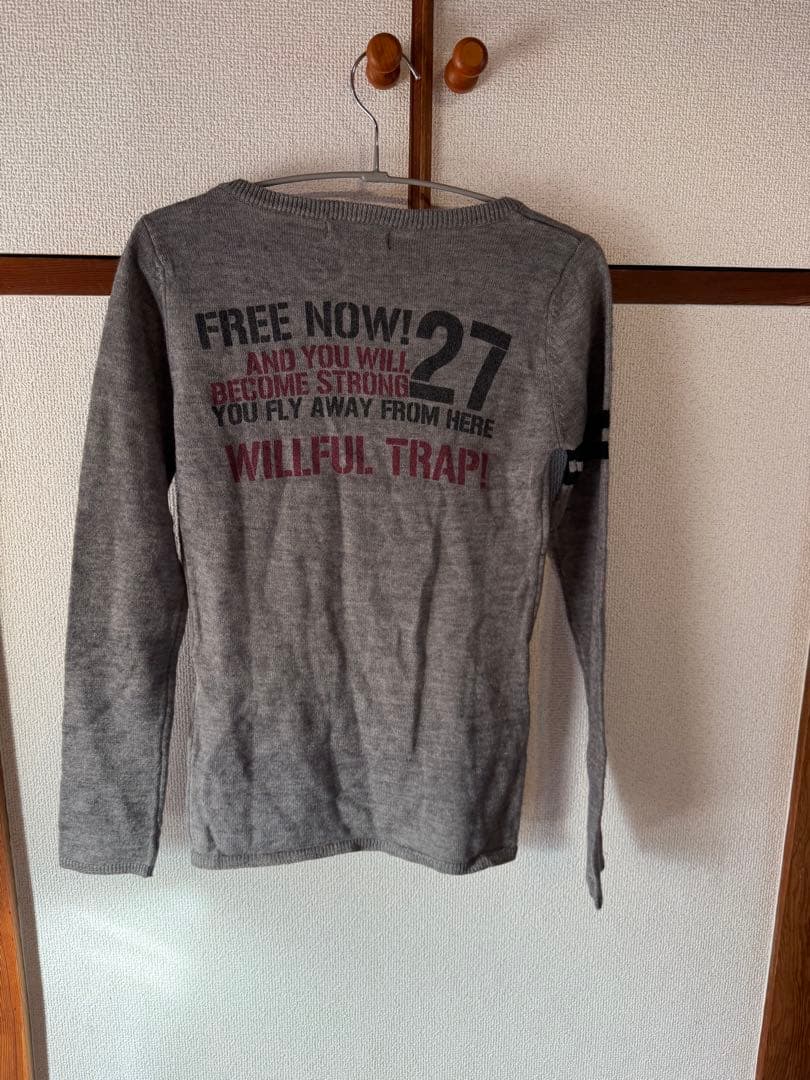 FREE NOW! 27
AND YOU WILL
BECOME STRONG
YOU FLY AWAY FROM HERE
WILLFUL TRAP!